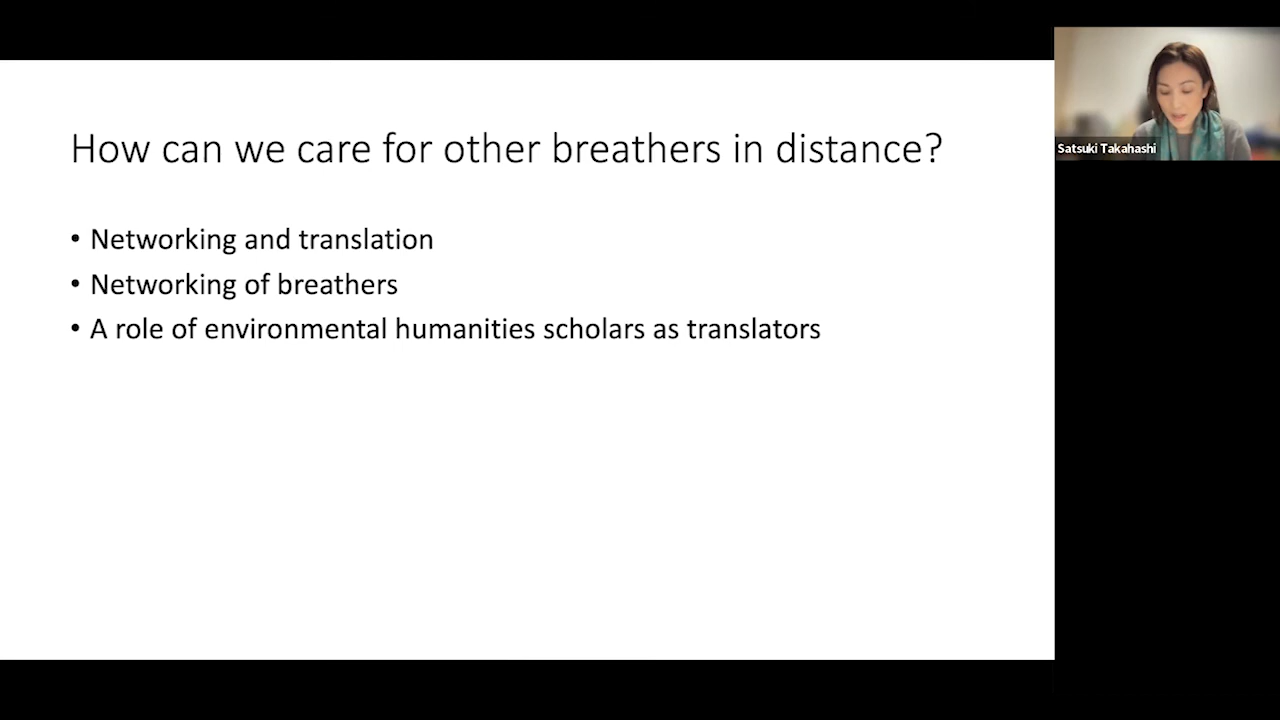 How can we care for other breathers in distance?
• Networking and translation
• Networking of breathers
• A role of environmental humanities scholars as translators
Satsuki Takahashi